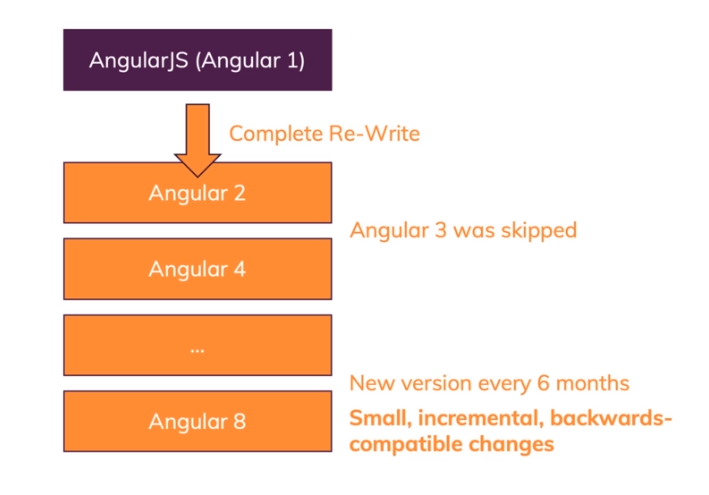 AngularJS (Angular 1)
Complete Re-Write
Angular 2
Angular 3 was skipped
Angular 4
...
New version every 6 months
Angular 8
Small, incremental, backwards-
compatible changes